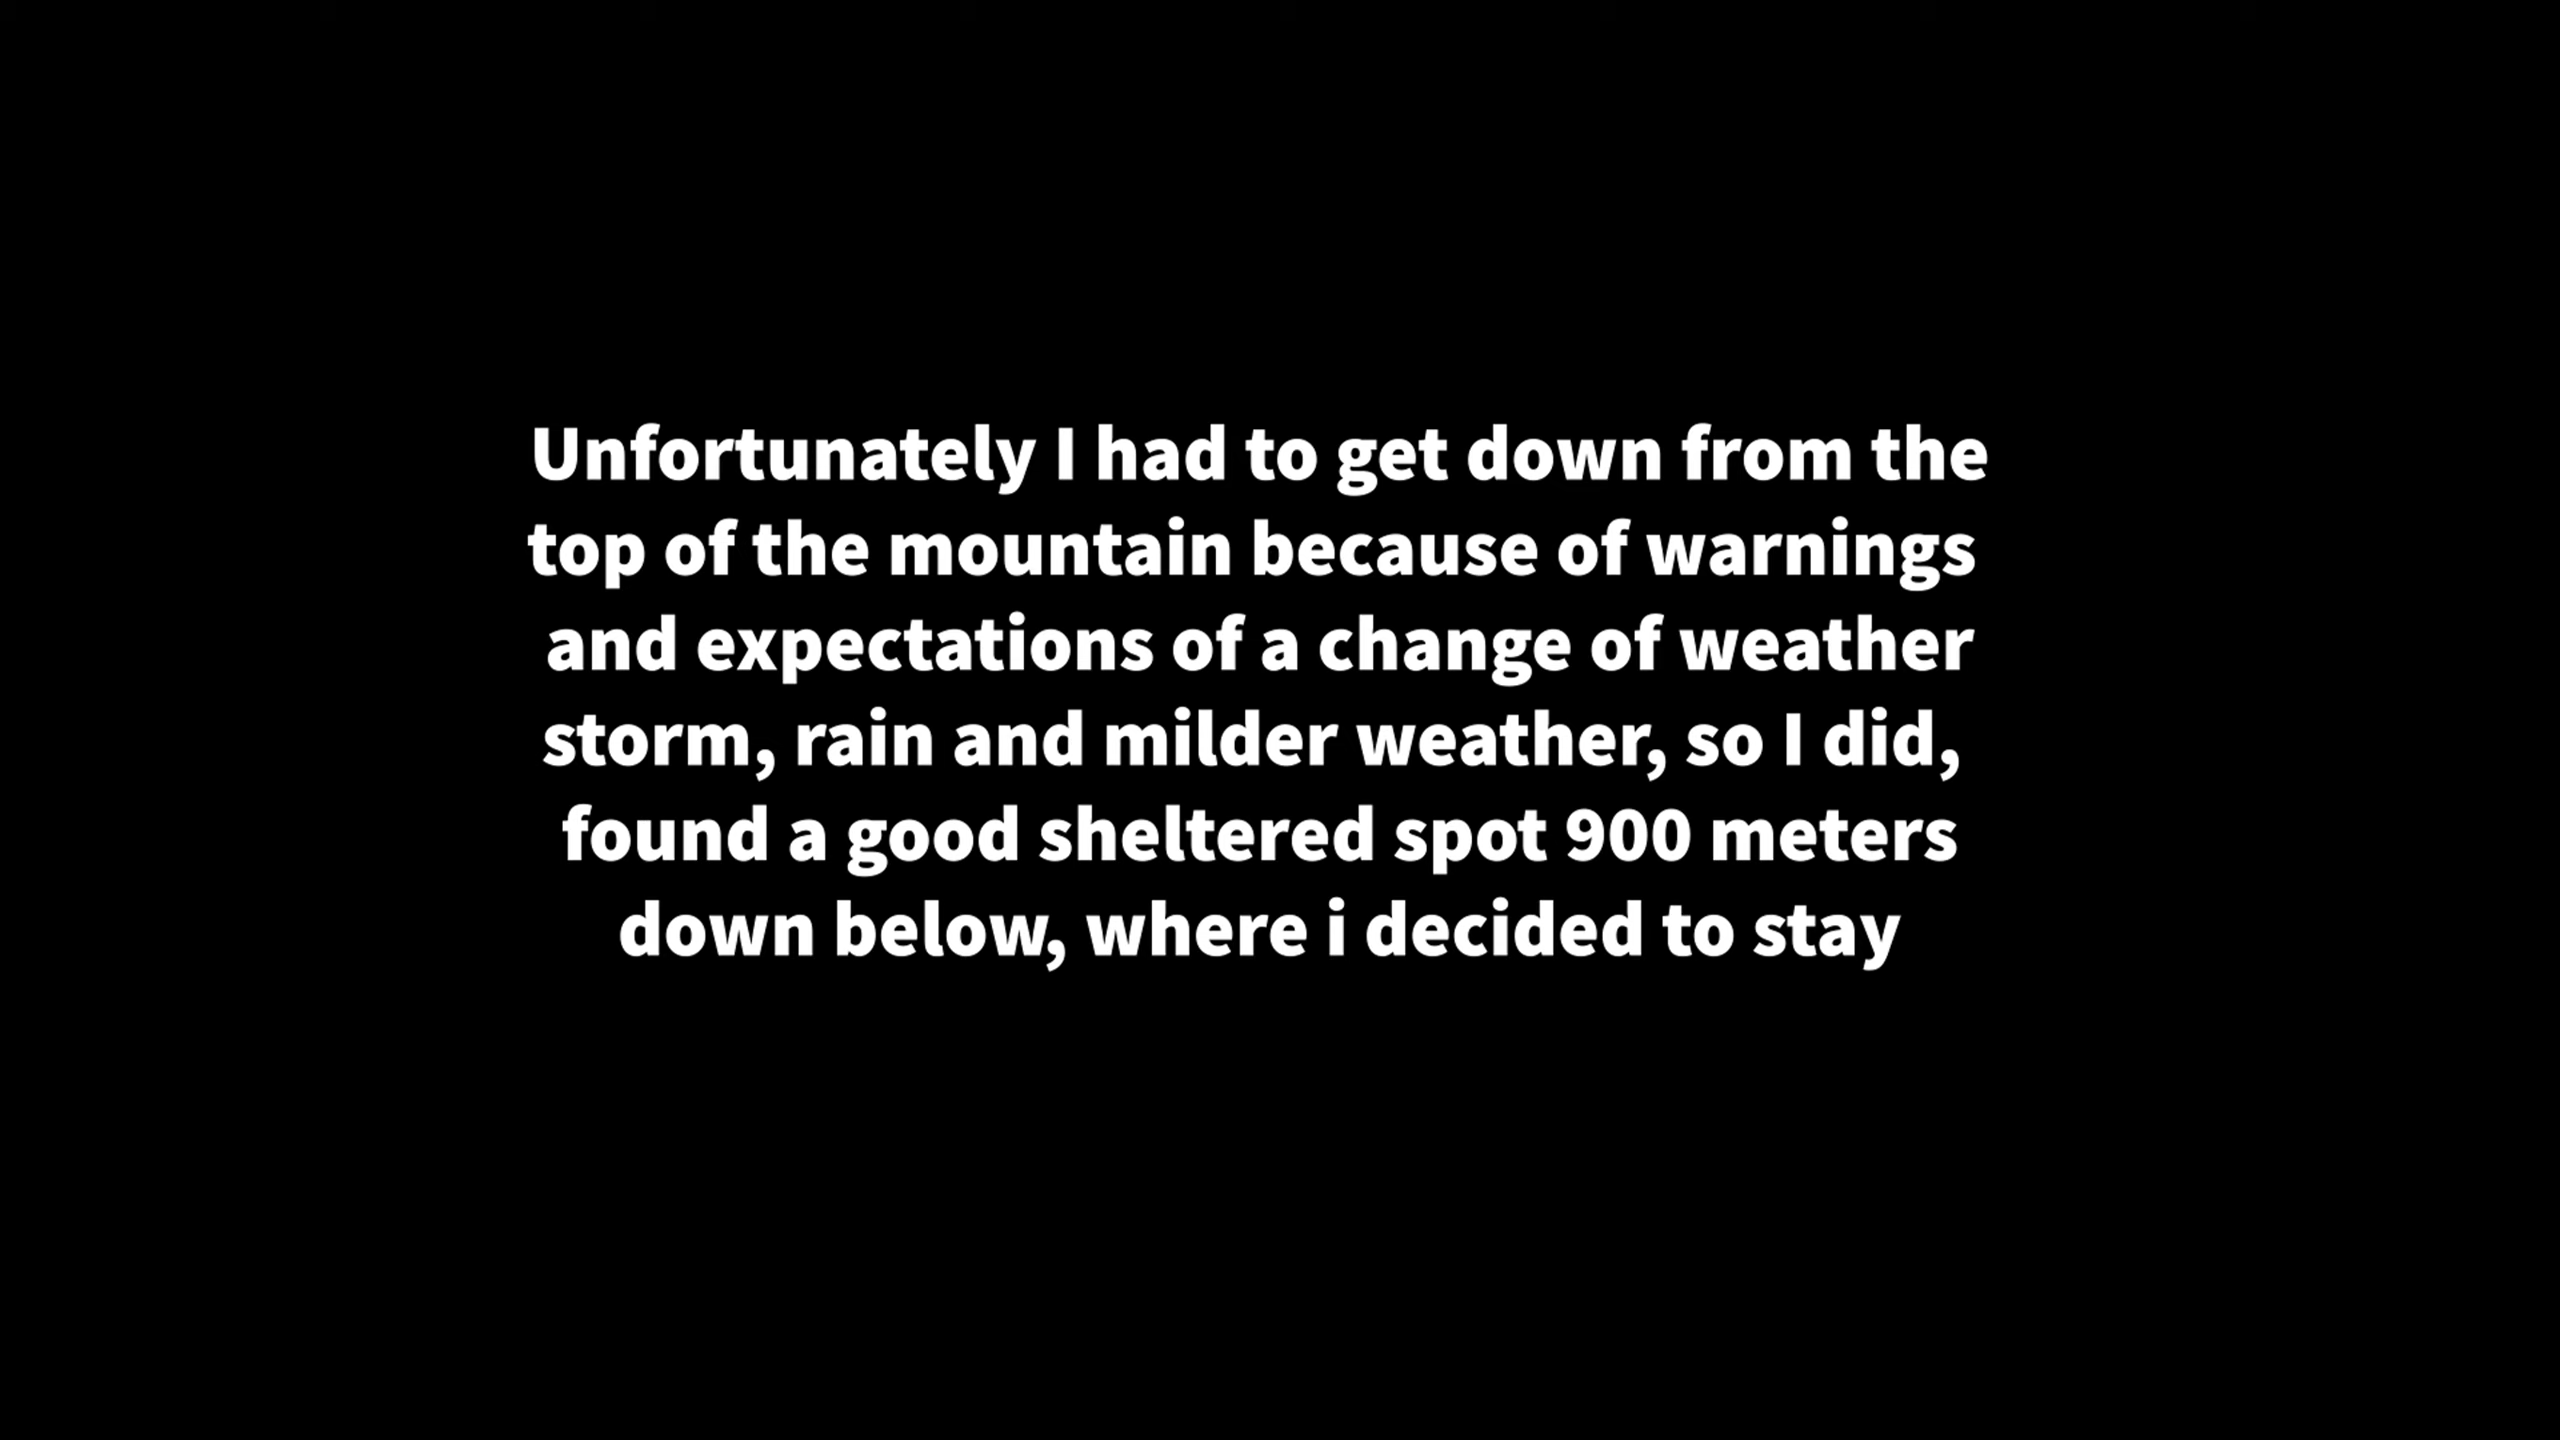 Unfortunately I had to get down from the
top of the mountain because of warnings
and expectations of a change of weather
storm, rain and milder weather, so I did,
found a good sheltered spot 900 meters
down below, where i decided to stay